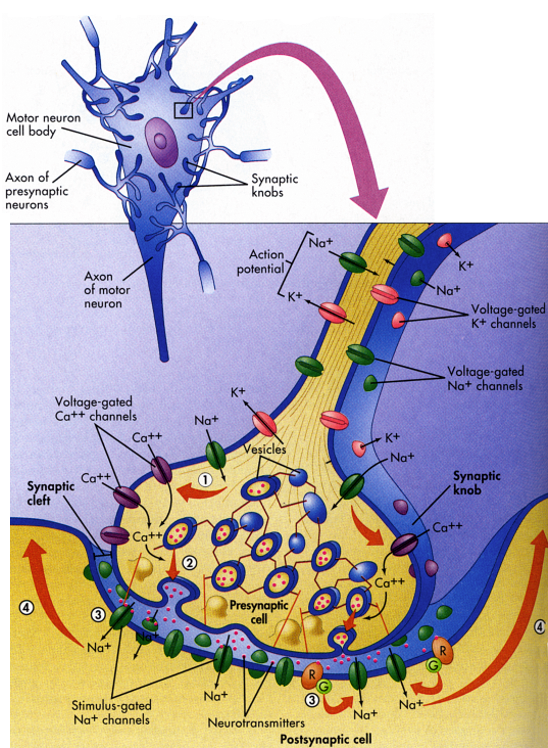 Motor neuron
cell body
Axon of
presynaptic
neurons
Synaptic
knobs
Axon
of motor
neuron
Action
potential
Na+
K+
K+
Na+
Voltage-gated
K+ channels
Voltage-gated
Na+ channels
Voltage-gated
Ca++ channels
Na+
K+
Ca++
Ca++
Synaptic
cleft
1
Vesicles
K+
Na+
Synaptic
knob
Ca++
Ca++
2
Ca++
Presynaptic
cell
4
3
Na+
Na+
Na+
R
G
3
Na+
Na+
R
G
4
Stimulus-gated
Na+ channels
Neurotransmitters
Postsynaptic cell